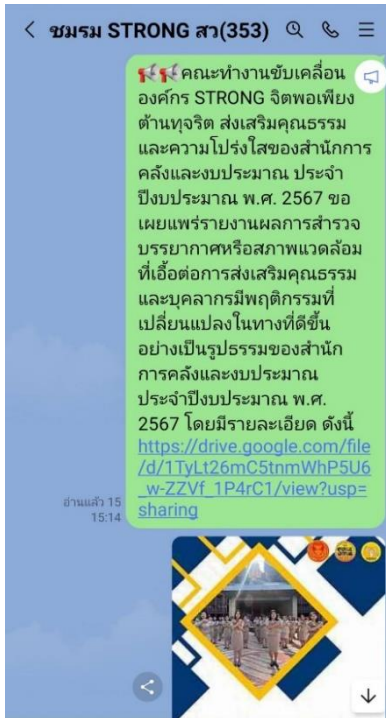 ชมรม STRONG สว(353)
คณะทำงานขับเคลื่อน
องค์กร STRONG จิตพอเพียง
ต้านทุจริต ส่งเสริมคุณธรรม
และความโปร่งใสของสำนักการ
คลังและงบประมาณ ประจำ
ปีงบประมาณ พ.ศ. 2567 ขอ
เผยแพร่รายงานผลการสำรวจ
บรรยากาศหรือสภาพแวดล้อม
ที่เอื้อต่อการส่งเสริมคุณธรรม
และบุคลากรมีพฤติกรรมที่
เปลี่ยนแปลงในทางที่ดีขึ้น
อย่างเป็นรูปธรรมของสำนัก
การคลังและงบประมาณ
ประจำปีงบประมาณ พ.ศ.
2567 โดยมีรายละเอียด ดังนี้
https://drive.google.com/file
/d/1TyLt26mC5tnmWhP5U6
_w-ZZVf_1P4rC1/view?usp=
sharing
อ่านแล้ว 15
15:14